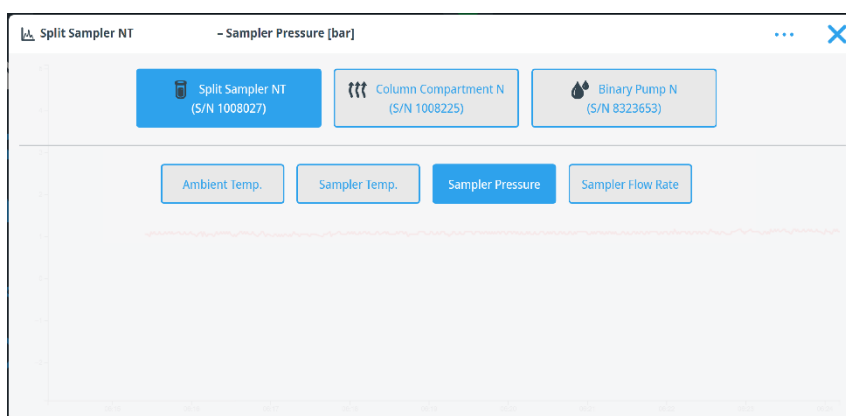 Split Sampler NT – Sampler Pressure [bar]
Split Sampler NT
(S/N 1008027)
Column Compartment N
(S/N 1008225)
Binary Pump N
(S/N 8323653)
Ambient Temp.
Sampler Temp.
Sampler Pressure
Sampler Flow Rate